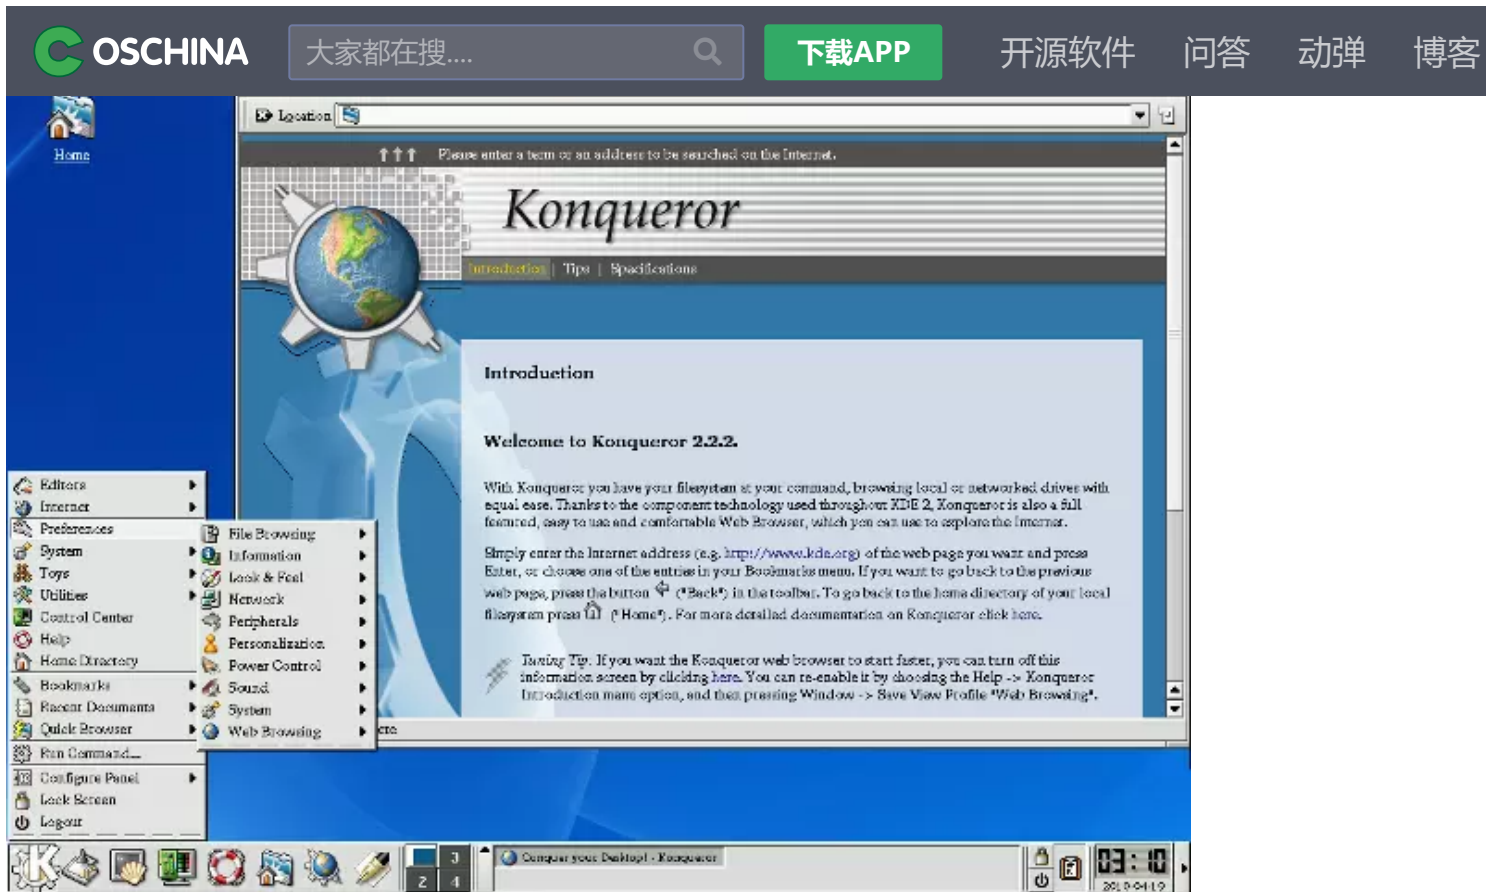 OSCHINA
大家都在搜....
下载APP
开源软件
问答
动弹
博客
Home
Location
Please enter a term or an address to be searched on the Internet.
Konqueror
Introduction | Tips | Specifications
Introduction
Welcome to Konqueror 2.2.2.
With Konqueror you have your filesystem at your command, browsing local or networked drives with
equal ease. Thanks to the component technology used throughout KDE 2, Konqueror is also a full
featured, easy to use and comfortable Web Browser, which you can use to explore the Internet.
Simply enter the Internet address (e.g. http://www.kde.org) of the web page you want and press
Enter, or choose one of the entries in your Bookmarks menu. If you want to go back to the previous
web page, press the button ("Back") in the toolbar. To go back to the home directory of your local
filesystem press ("Home"). For more detailed documentation on Konqueror click here.
Tuning Tip: If you want the Konqueror web browser to start faster, you can turn off this
information screen by clicking here. You can re-enable it by choosing the Help -> Konqueror
Introduction menu option, and then pressing Window -> Save View Profile "Web Browsing".
Editors
Internet
Preferences
System
Toys
Utilities
Control Center
Help
Home Directory
Bookmarks
Recent Documents
Quick Browser
Run Command...
Configure Panel
Lock Screen
Logout
File Browsing
Information
Look & Feel
Network
Peripherals
Personalization
Power Control
Sound
System
Web Browsing
K
3
2
4
Conquer your Desktop! - Konqueror
03:10
2010-04-19